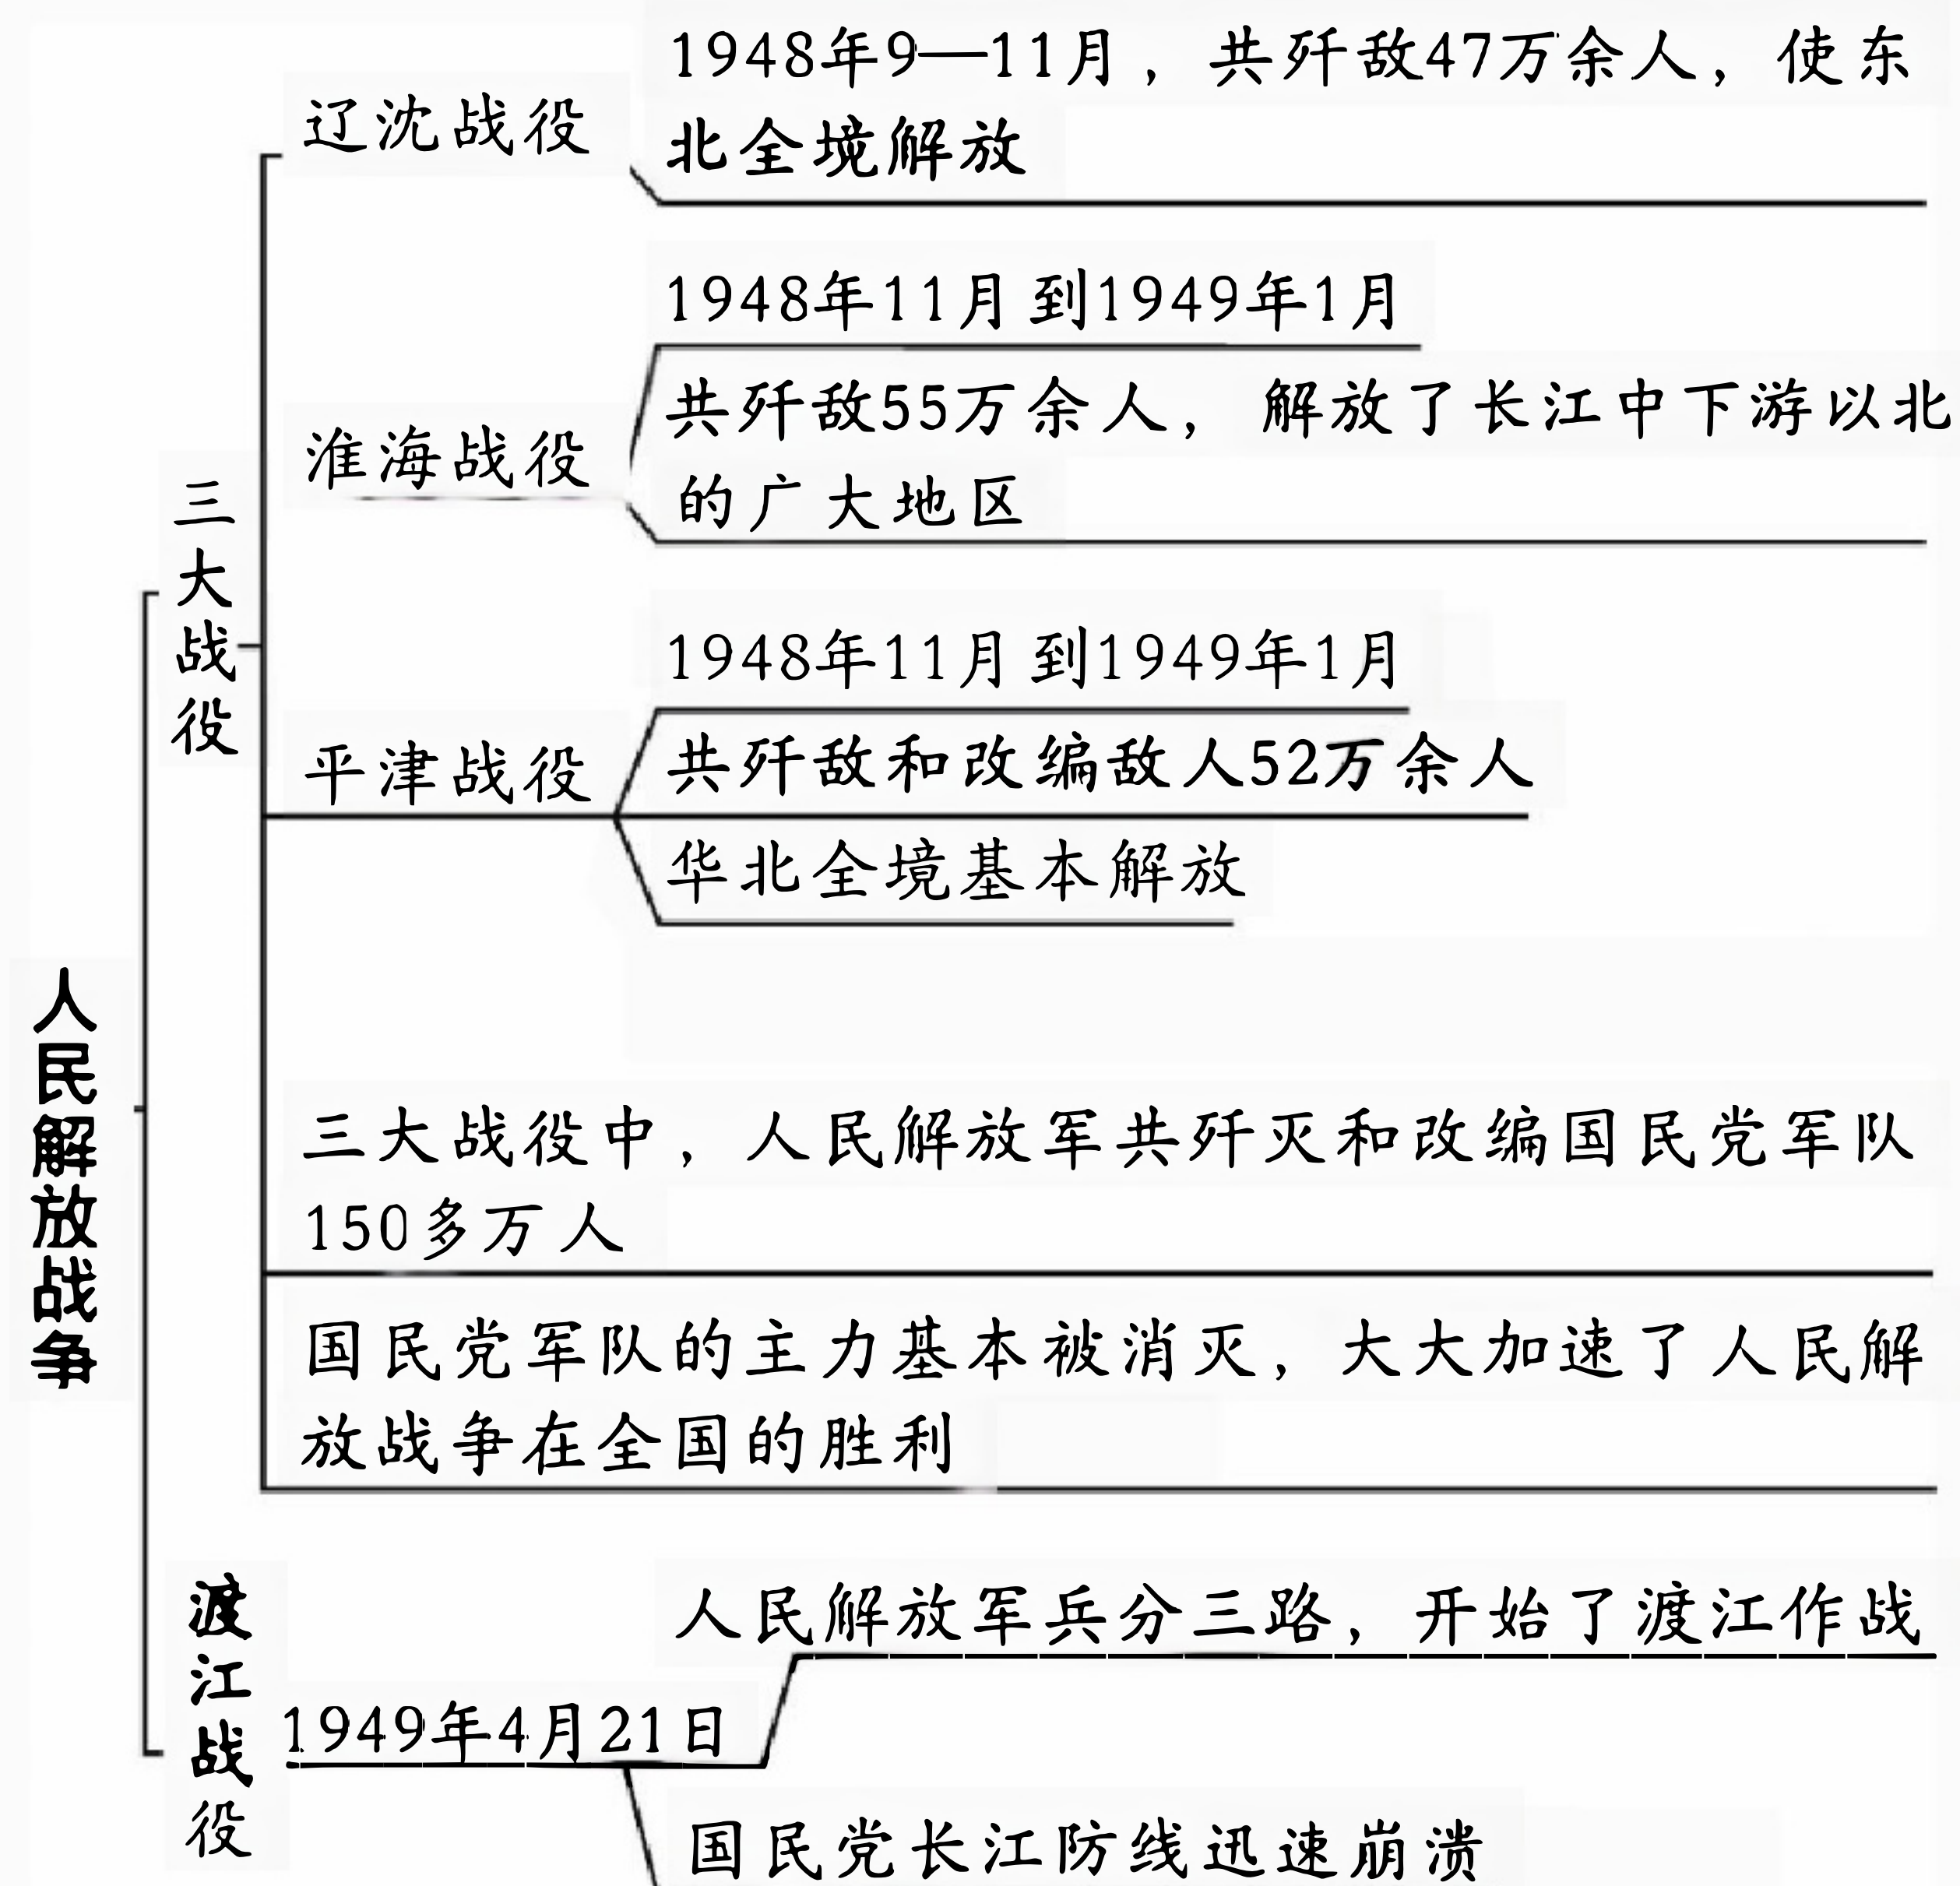 人民解放战争
三大战役
辽沈战役
1948年9—11月，共歼敌47万余人，使东
北全境解放
淮海战役
1948年11月到1949年1月
共歼敌55万余人，解放了长江中下游以北
的广大地区
平津战役
1948年11月到1949年1月
共歼敌和改编敌人52万余人
华北全境基本解放
三大战役中，人民解放军共歼灭和改编国民党军队
150多万人
国民党军队的主力基本被消灭，大大加速了人民解
放战争在全国的胜利
渡江战役
1949年4月21日
人民解放军兵分三路，开始了渡江作战
国民党长江防线迅速崩溃